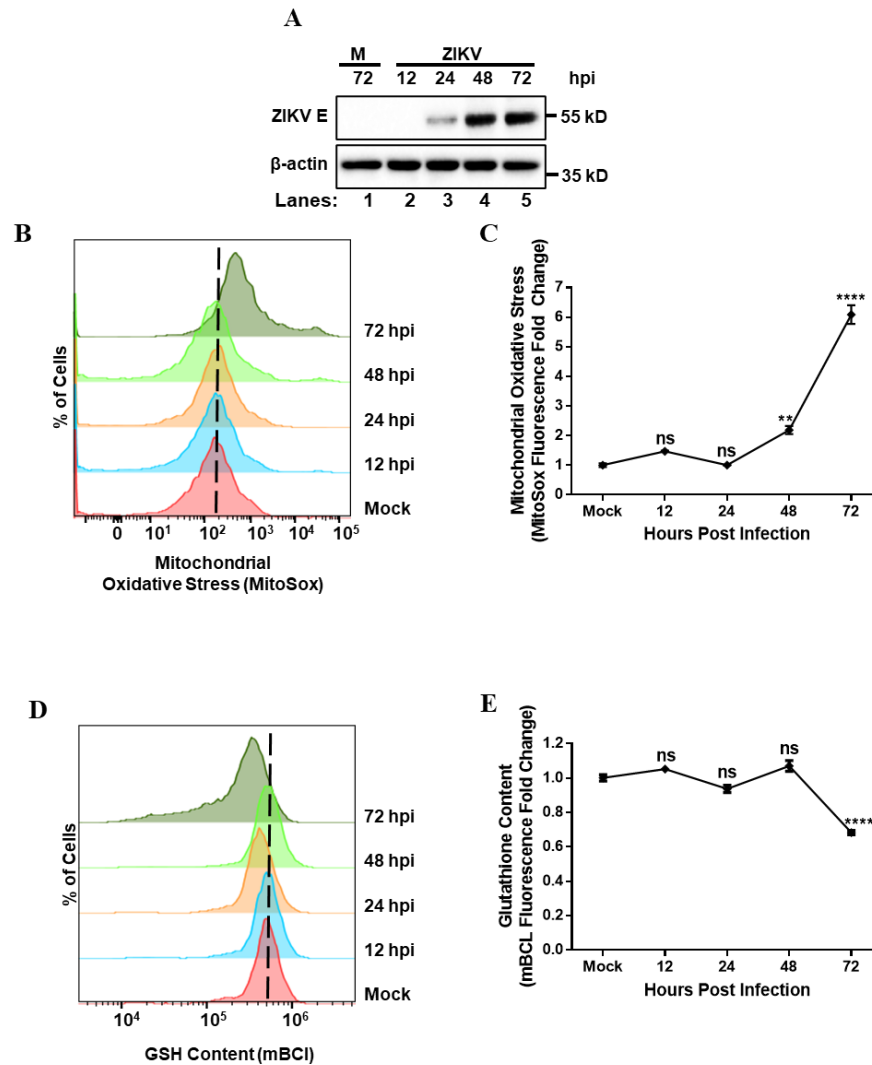 A
M ZIKV
72 12 24 48 72 hpi
ZIKV E 55 kD
β-actin 35 kD
Lanes: 1 2 3 4 5
B
% of Cells
72 hpi
48 hpi
24 hpi
12 hpi
Mock
0 10¹ 10² 10³ 10⁴ 10⁵
Mitochondrial
Oxidative Stress (MitoSox)
C
Mitochondrial Oxidative Stress
(MitoSox Fluorescence Fold Change)
7
6
5
4
3
2
1
0
ns
ns
**
****
Mock 12 24 48 72
Hours Post Infection
D
% of Cells
72 hpi
48 hpi
24 hpi
12 hpi
Mock
10⁴ 10⁵ 10⁶
GSH Content (mBCl)
E
Glutathione Content
(mBCL Fluorescence Fold Change)
1.2
1.0
0.8
0.6
0.4
0.2
0.0
ns
ns
ns
****
Mock 12 24 48 72
Hours Post Infection